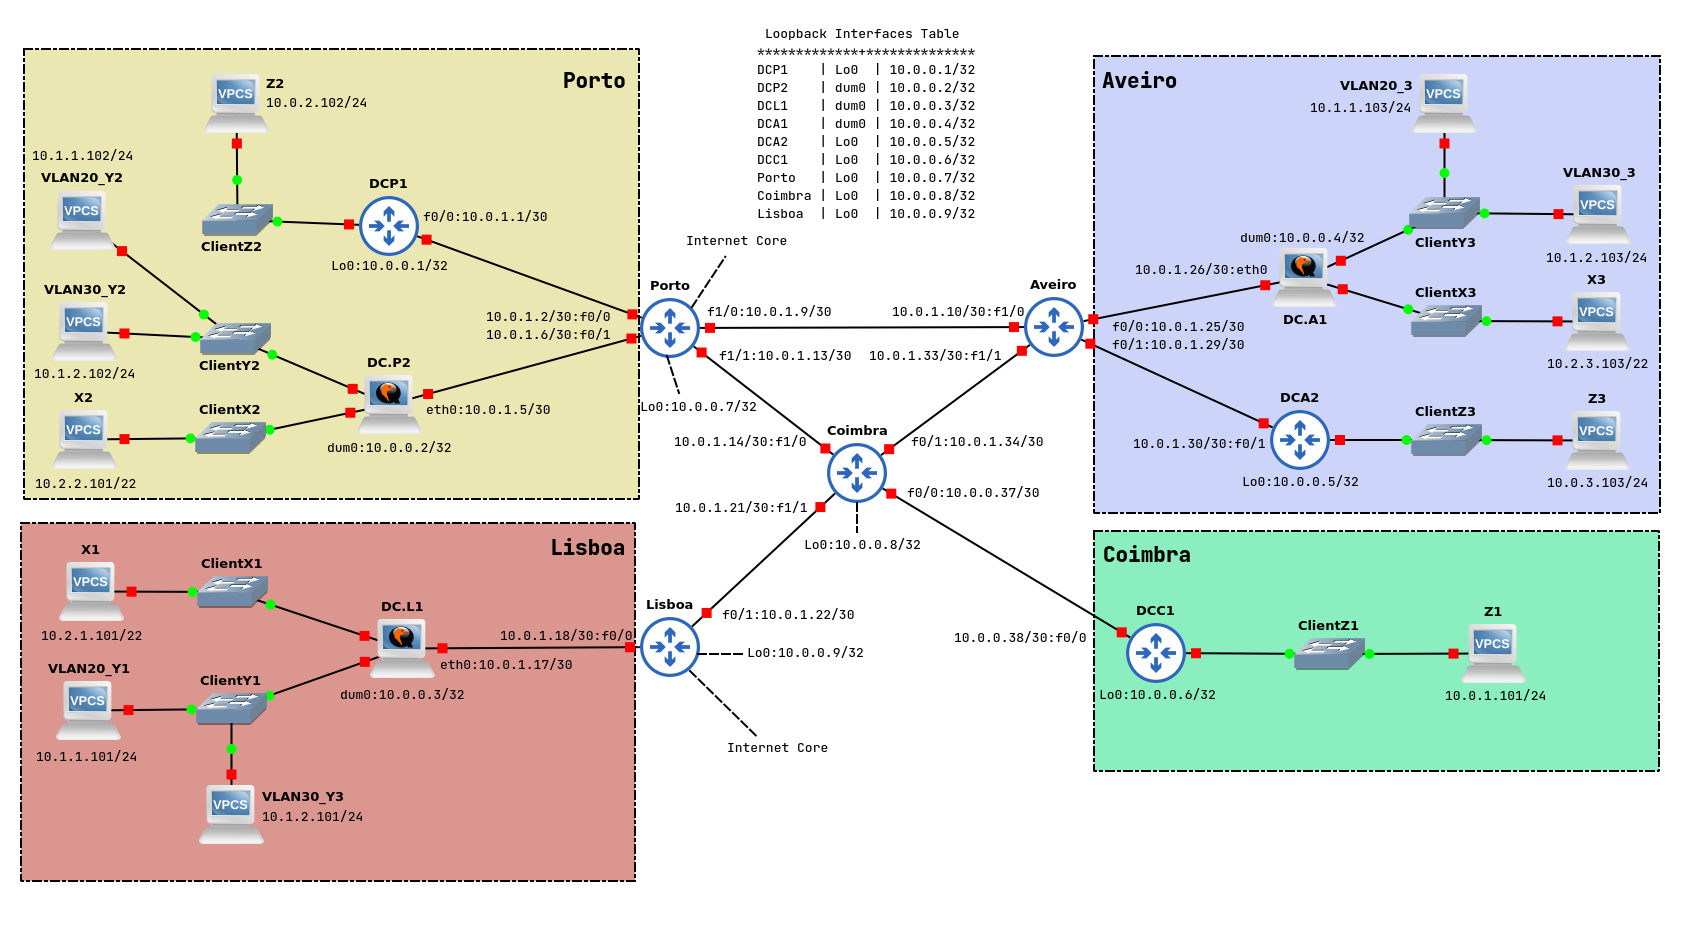 Loopback Interfaces Table
*************+**************
DCP1 | Lo0 | 10.0.0.1/32
DCP2 | dum0 | 10.0.0.2/32
DCL1 | dum0 | 10.0.0.3/32
DCA1 | dum0 | 10.0.0.4/32
DCA2 | Lo0 | 10.0.0.5/32
DCC1 | Lo0 | 10.0.0.6/32
Porto | Lo0 | 10.0.0.7/32
Coimbra | Lo0 | 10.0.0.8/32
Lisboa | Lo0 | 10.0.0.9/32
Porto
VPCS
Z2
10.0.2.102/24
10.1.1.102/24
VLAN20_Y2
VPCS
ClientZ2
DCP1
f0/0:10.0.1.1/30
Lo0:10.0.0.1/32
VLAN30_Y2
VPCS
10.1.2.102/24
ClientY2
10.0.1.2/30:f0/0
10.0.1.6/30:f0/1
DC.P2
eth0:10.0.1.5/30
dum0:10.0.0.2/32
X2
VPCS
10.2.2.101/22
ClientX2
Internet Core
Porto
f1/0:10.0.1.9/30
f1/1:10.0.1.13/30
Lo0:10.0.0.7/32
Aveiro
10.0.1.10/30:f1/0
10.0.1.33/30:f1/1
f0/0:10.0.1.25/30
f0/1:10.0.1.29/30
Coimbra
10.0.1.14/30:f1/0
f0/1:10.0.1.34/30
10.0.1.21/30:f1/1
f0/0:10.0.0.37/30
Lo0:10.0.0.8/32
Aveiro
VLAN20_3
VPCS
10.1.1.103/24
VLAN30_3
VPCS
10.1.2.103/24
ClientY3
dum0:10.0.0.4/32
10.0.1.26/30:eth0
DC.A1
ClientX3
X3
VPCS
10.2.3.103/22
DCA2
10.0.1.30/30:f0/1
Lo0:10.0.0.5/32
ClientZ3
Z3
VPCS
10.0.3.103/24
Lisboa
X1
VPCS
10.2.1.101/22
ClientX1
DC.L1
10.0.1.18/30:f0/0
eth0:10.0.1.17/30
dum0:10.0.0.3/32
VLAN20_Y1
VPCS
10.1.1.101/24
ClientY1
VPCS
VLAN30_Y3
10.1.2.101/24
Lisboa
f0/1:10.0.1.22/30
Lo0:10.0.0.9/32
Internet Core
Coimbra
10.0.0.38/30:f0/0
DCC1
Lo0:10.0.0.6/32
ClientZ1
Z1
VPCS
10.0.1.101/24